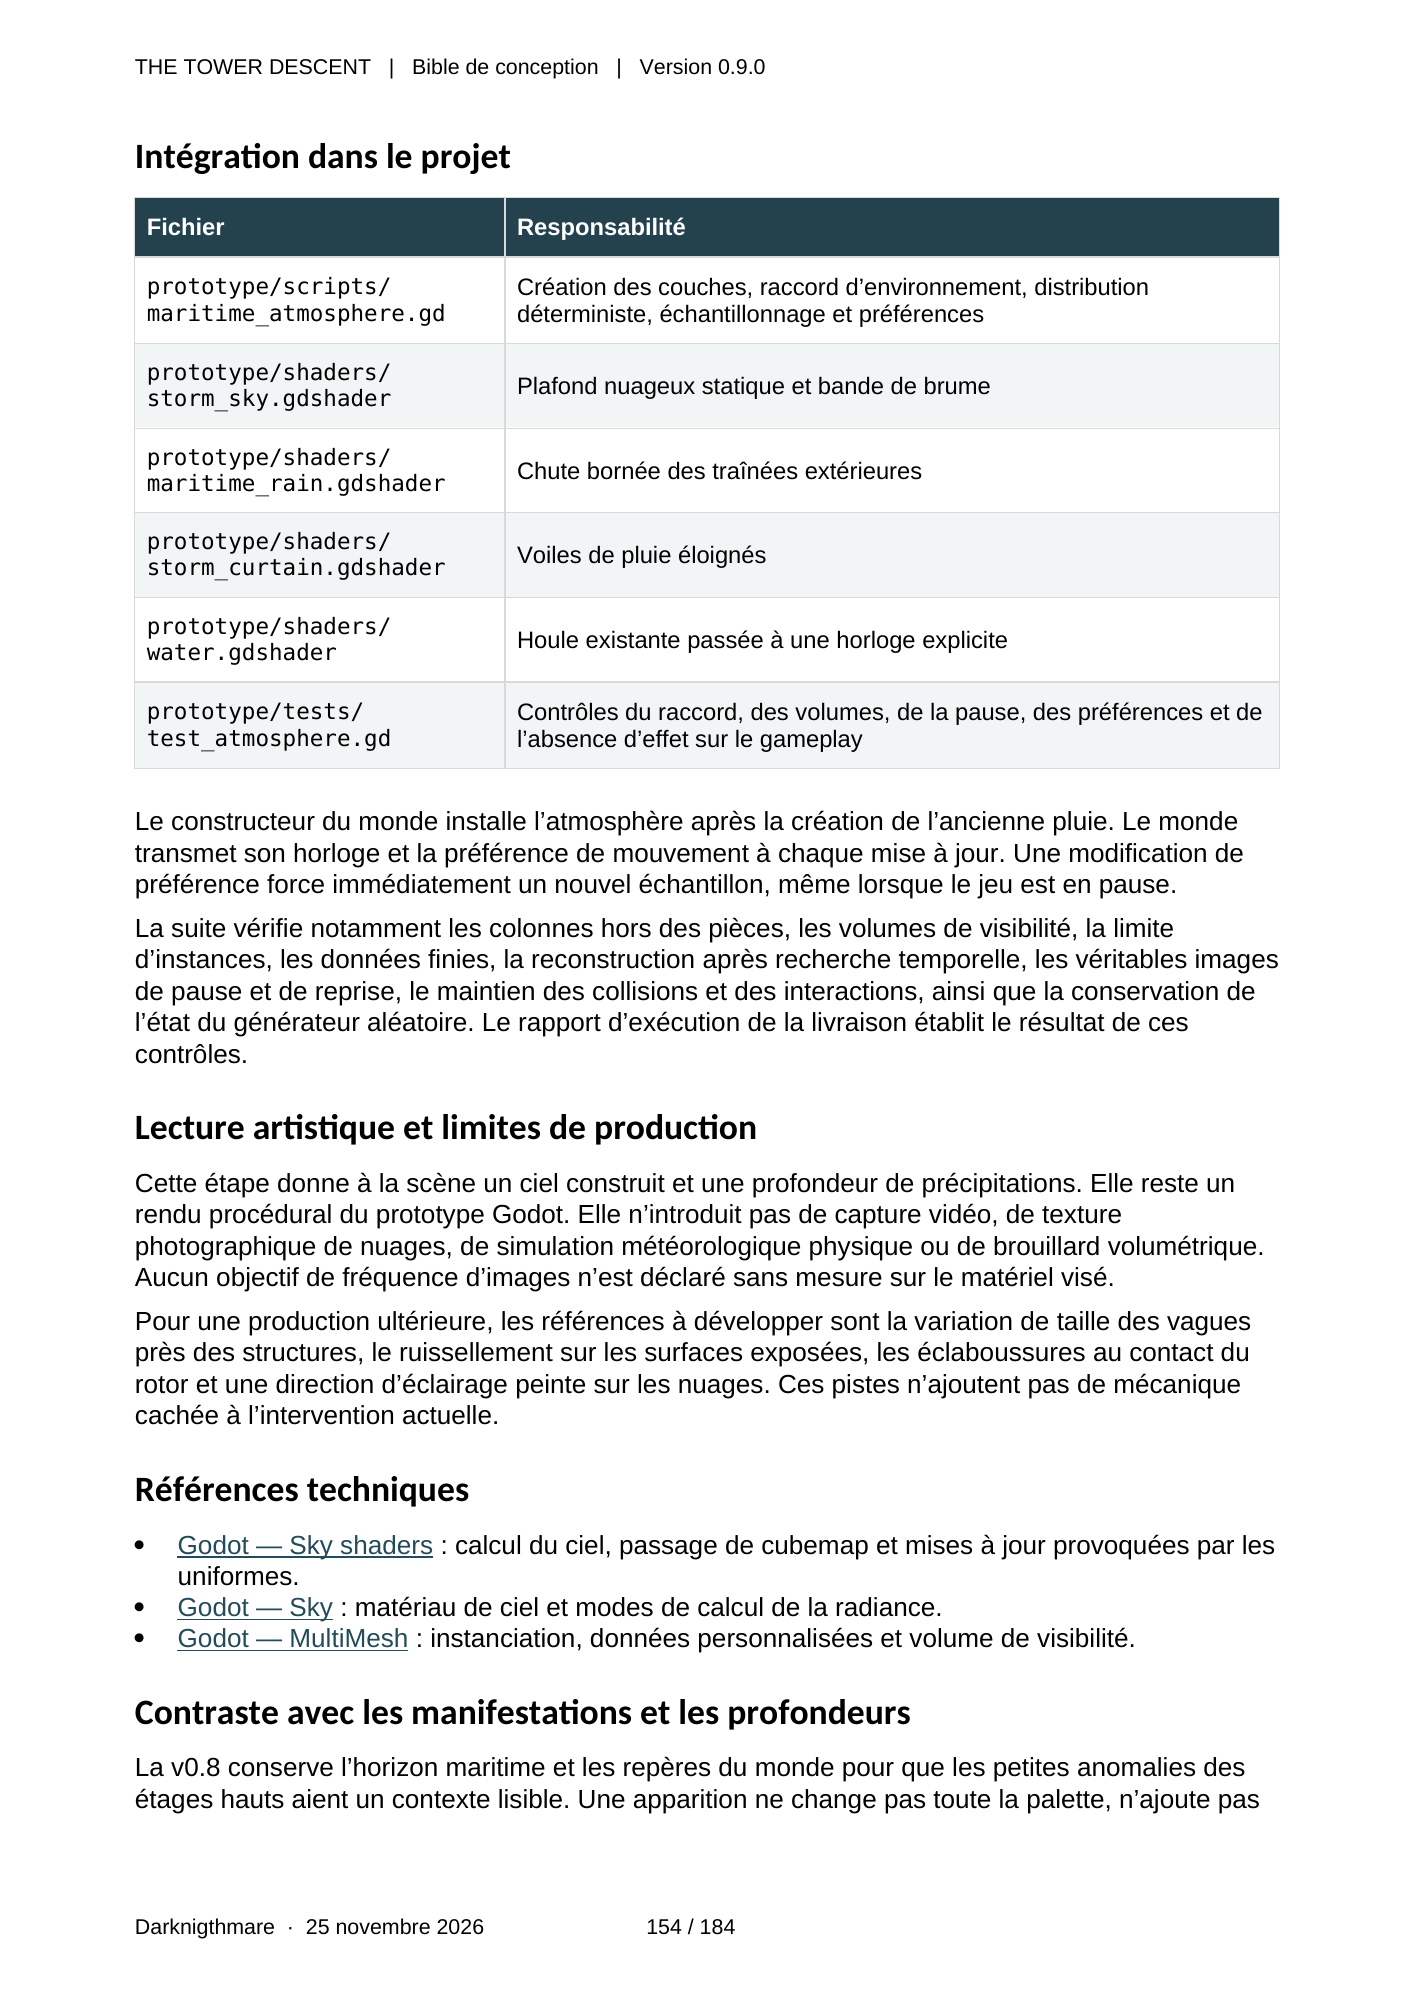 THE TOWER DESCENT | Bible de conception | Version 0.9.0
Intégration dans le projet
Fichier Responsabilité
prototype/scripts/
maritime_atmosphere.gd
Création des couches, raccord d’environnement, distribution
déterministe, échantillonnage et préférences
prototype/shaders/
storm_sky.gdshader
Plafond nuageux statique et bande de brume
prototype/shaders/
maritime_rain.gdshader
Chute bornée des traînées extérieures
prototype/shaders/
storm_curtain.gdshader
Voiles de pluie éloignés
prototype/shaders/
water.gdshader
Houle existante passée à une horloge explicite
prototype/tests/
test_atmosphere.gd
Contrôles du raccord, des volumes, de la pause, des préférences et de
l’absence d’effet sur le gameplay
Le constructeur du monde installe l’atmosphère après la création de l’ancienne pluie. Le monde
transmet son horloge et la préférence de mouvement à chaque mise à jour. Une modification de
préférence force immédiatement un nouvel échantillon, même lorsque le jeu est en pause.
La suite vérifie notamment les colonnes hors des pièces, les volumes de visibilité, la limite
d’instances, les données finies, la reconstruction après recherche temporelle, les véritables images
de pause et de reprise, le maintien des collisions et des interactions, ainsi que la conservation de
l’état du générateur aléatoire. Le rapport d’exécution de la livraison établit le résultat de ces
contrôles.
Lecture artistique et limites de production
Cette étape donne à la scène un ciel construit et une profondeur de précipitations. Elle reste un
rendu procédural du prototype Godot. Elle n’introduit pas de capture vidéo, de texture
photographique de nuages, de simulation météorologique physique ou de brouillard volumétrique.
Aucun objectif de fréquence d’images n’est déclaré sans mesure sur le matériel visé.
Pour une production ultérieure, les références à développer sont la variation de taille des vagues
près des structures, le ruissellement sur les surfaces exposées, les éclaboussures au contact du
rotor et une direction d’éclairage peinte sur les nuages. Ces pistes n’ajoutent pas de mécanique
cachée à l’intervention actuelle.
Références techniques
• Godot — Sky shaders : calcul du ciel, passage de cubemap et mises à jour provoquées par les
uniformes.
• Godot — Sky : matériau de ciel et modes de calcul de la radiance.
• Godot — MultiMesh : instanciation, données personnalisées et volume de visibilité.
Contraste avec les manifestations et les profondeurs
La v0.8 conserve l’horizon maritime et les repères du monde pour que les petites anomalies des
étages hauts aient un contexte lisible. Une apparition ne change pas toute la palette, n’ajoute pas
Darknigthmare · 25 novembre 2026 154 / 184